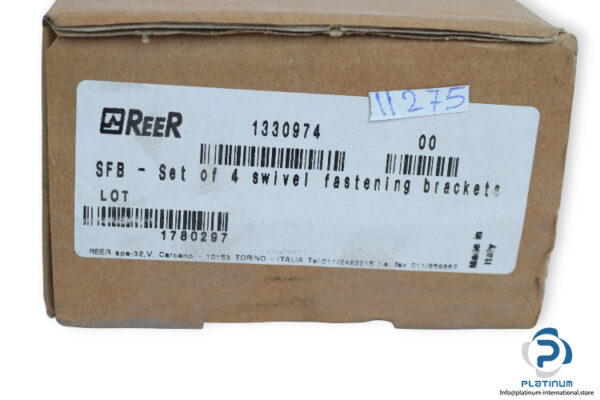 11275
REER
1330974 00
SFB - Set of 4 swivel fastening brackets
LOT
1780297
REER spa-32,V. Carcano - 10153 TORINO - ITALIA Tel.011/2482215 r.a. fax 011/859867
Made in
Italy
PLATINUM
Info@platinum-international.store